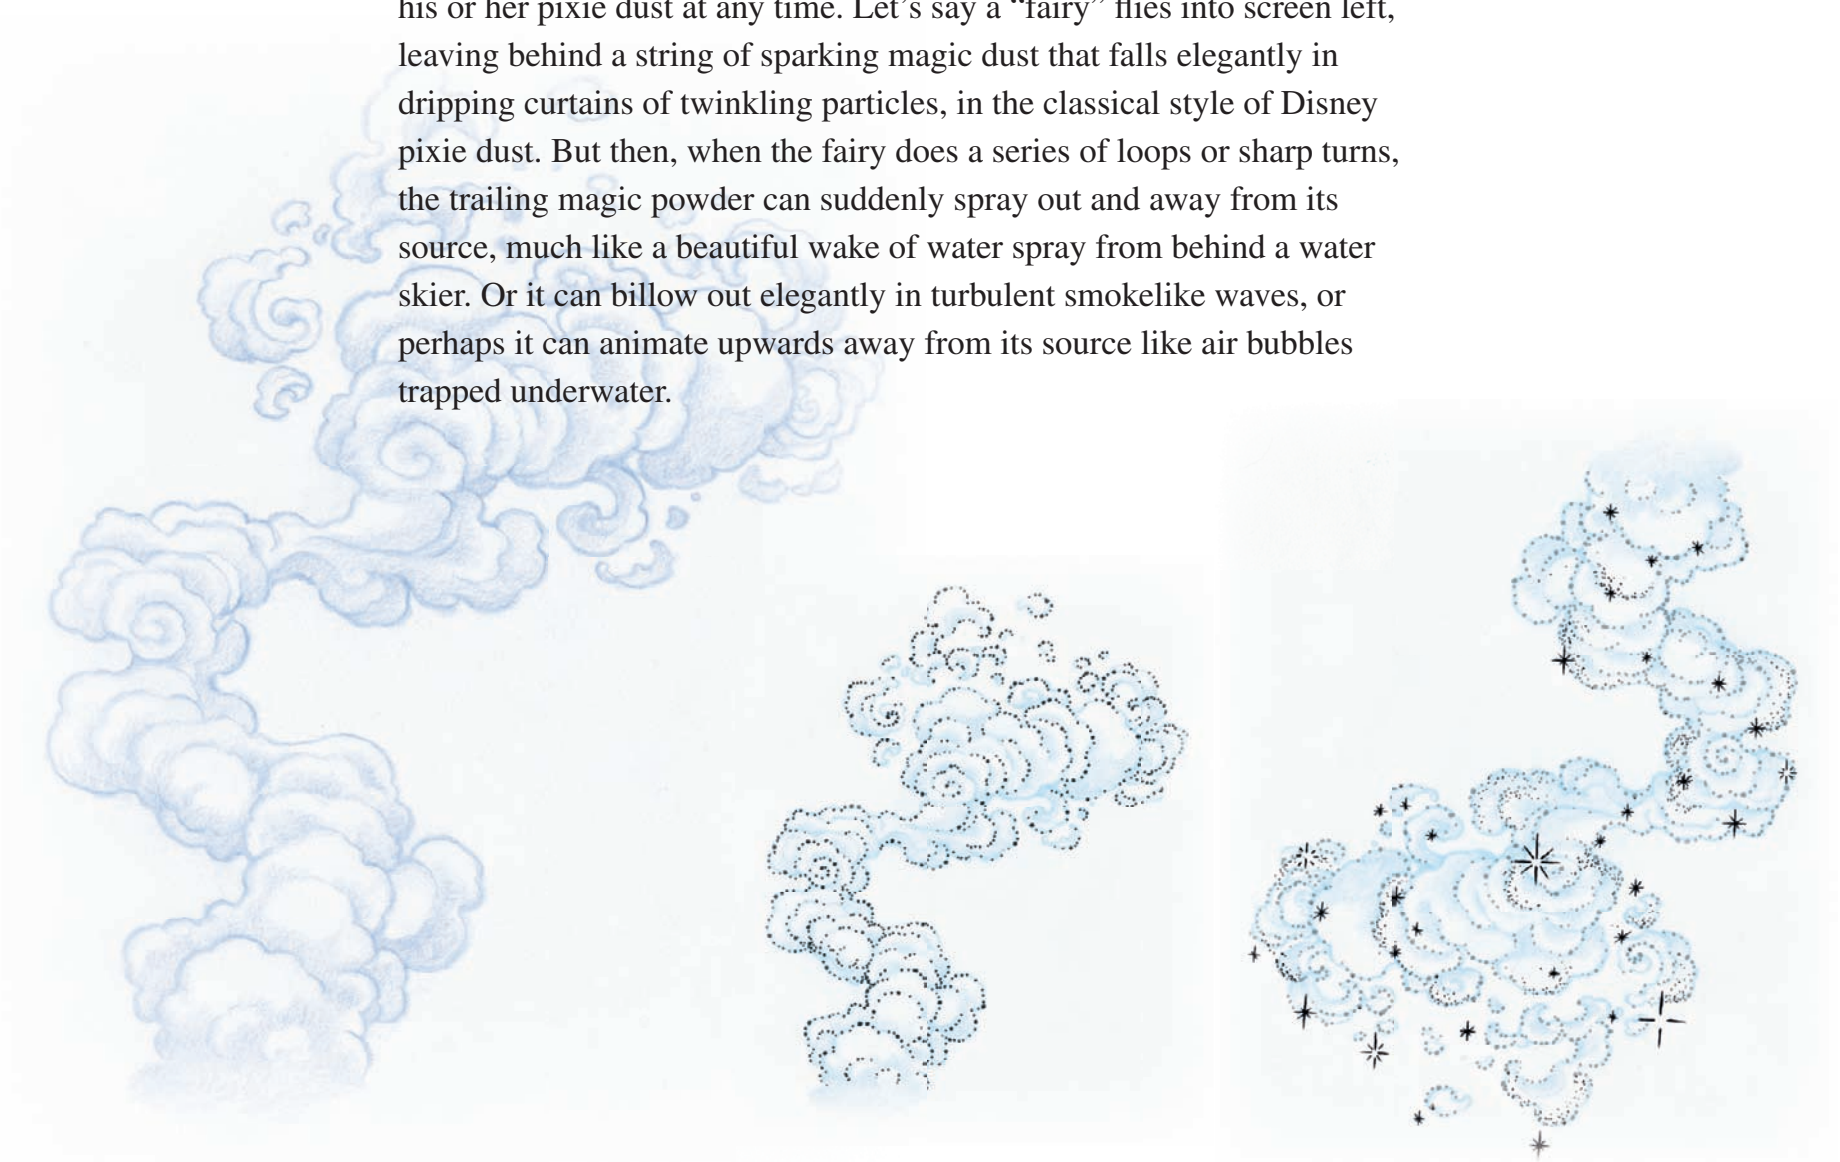 his or her pixie dust at any time. Let’s say a “fairy” flies into screen left,
leaving behind a string of sparking magic dust that falls elegantly in
dripping curtains of twinkling particles, in the classical style of Disney
pixie dust. But then, when the fairy does a series of loops or sharp turns,
the trailing magic powder can suddenly spray out and away from its
source, much like a beautiful wake of water spray from behind a water
skier. Or it can billow out elegantly in turbulent smokelike waves, or
perhaps it can animate upwards away from its source like air bubbles
trapped underwater.